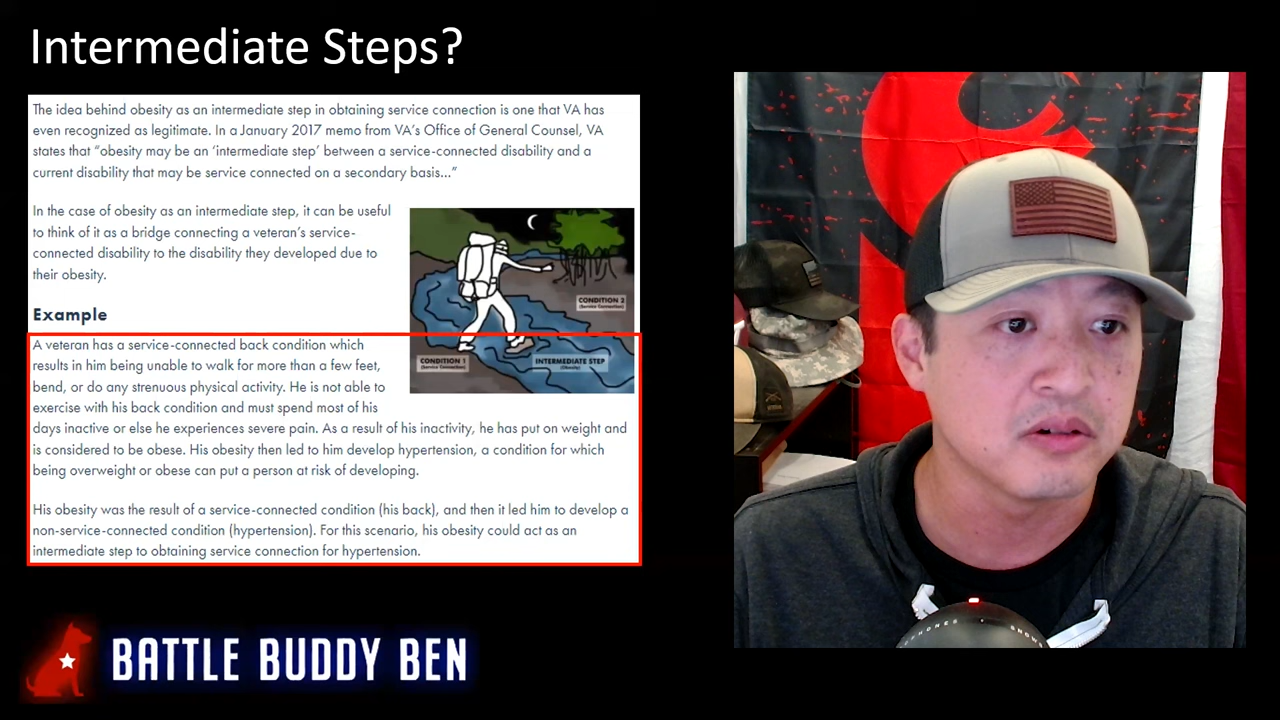 Intermediate Steps?
The idea behind obesity as an intermediate step in obtaining service connection is one that VA has
even recognized as legitimate. In a January 2017 memo from VA's Office of General Counsel, VA
states that “obesity may be an ‘intermediate step’ between a service-connected disability and a
current disability that may be service connected on a secondary basis...”
In the case of obesity as an intermediate step, it can be useful
to think of it as a bridge connecting a veteran's service-
connected disability to the disability they developed due to
their obesity.
CONDITION 2
(Service Connection)
CONDITION 1
(Service Connection)
INTERMEDIATE STEP
(Obesity)
Example
A veteran has a service-connected back condition which
results in him being unable to walk for more than a few feet,
bend, or do any strenuous physical activity. He is not able to
exercise with his back condition and must spend most of his
days inactive or else he experiences severe pain. As a result of his inactivity, he has put on weight and
is considered to be obese. His obesity then led to him develop hypertension, a condition for which
being overweight or obese can put a person at risk of developing.
His obesity was the result of a service-connected condition (his back), and then it led him to develop a
non-service-connected condition (hypertension). For this scenario, his obesity could act as an
intermediate step to obtaining service connection for hypertension.
BATTLE BUDDY BEN